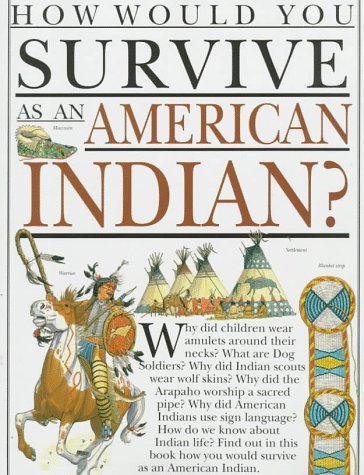 HOW WOULD YOU
SURVIVE
AS AN AMERICAN
Moccasin
INDIAN?
Settlement
Warrior
Blanket strip
Why did children wear
amulets around their
necks? What are Dog
Soldiers? Why did Indian scouts
wear wolf skins? Why did the
Arapaho worship a sacred
pipe? Why did American
Indians use sign language?
How do we know about
Indian life? Find out in this
book how you would survive
as an American Indian.